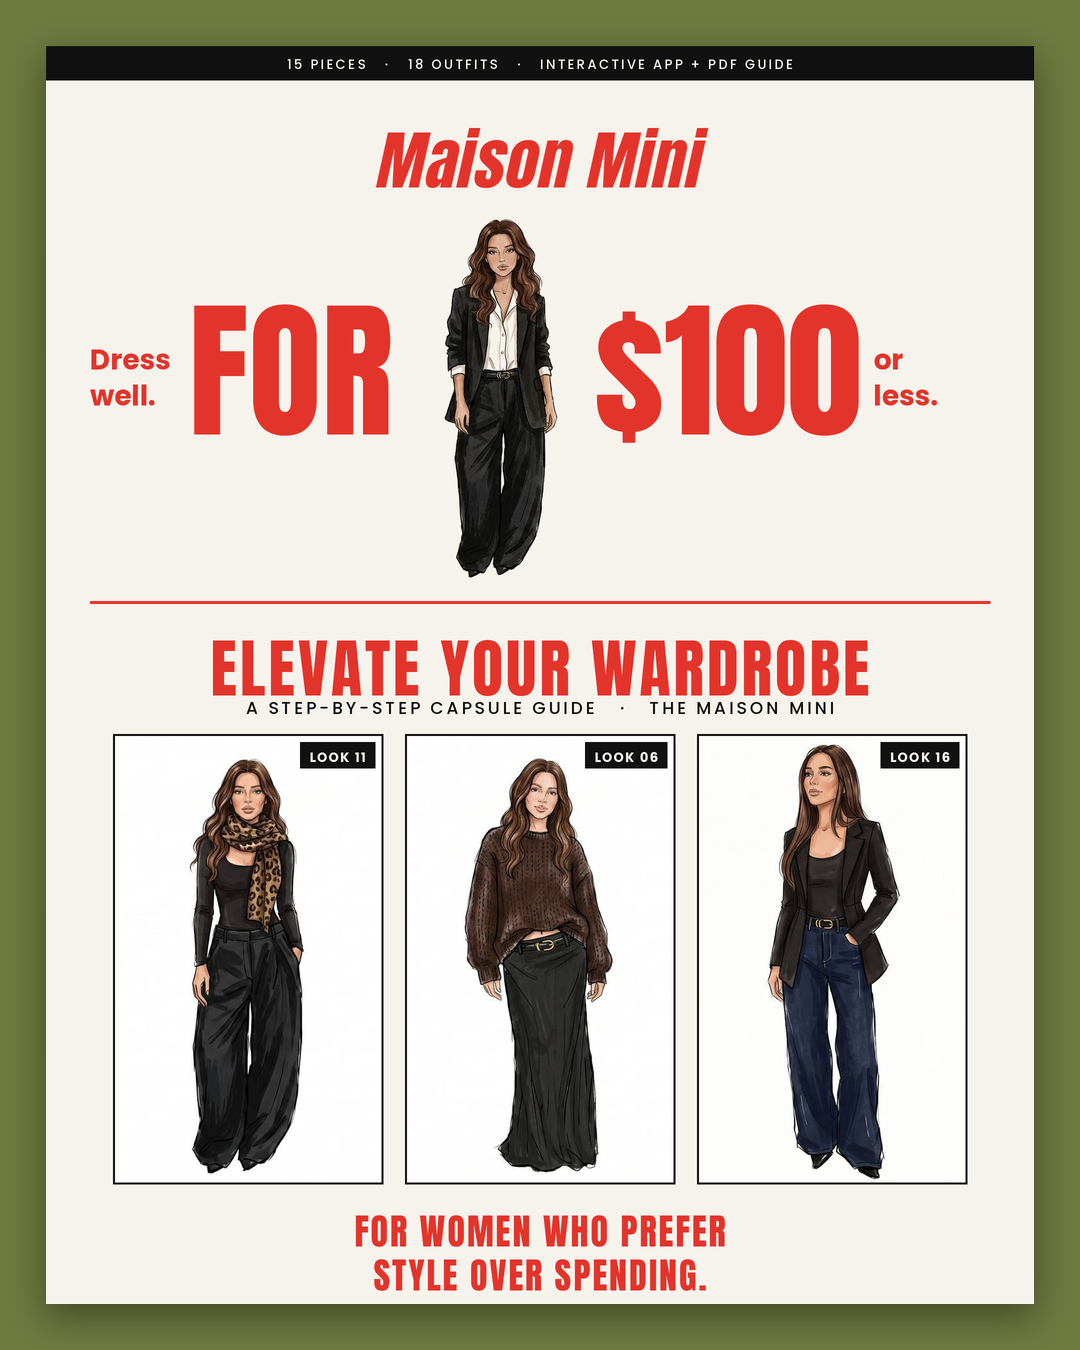 15 PIECES · 18 OUTFITS · INTERACTIVE APP + PDF GUIDE
Maison Mini
Dress
well.
FOR
$100
or
less.
ELEVATE YOUR WARDROBE
A STEP-BY-STEP CAPSULE GUIDE · THE MAISON MINI
LOOK 11
LOOK 06
LOOK 16
FOR WOMEN WHO PREFER
STYLE OVER SPENDING.